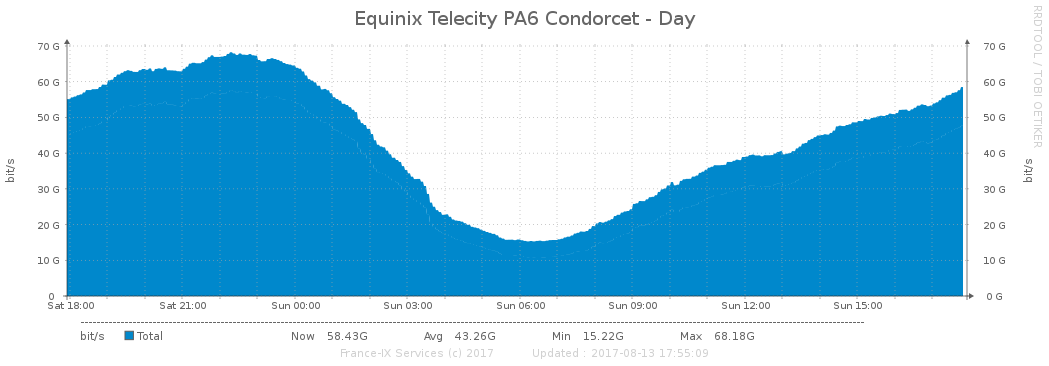 Equinix Telecity PA6 Condorcet - Day
RRDTOOL / TOBI OETIKER
70 G 70 G
60 G 60 G
50 G 50 G
40 G 40 G
30 G 30 G
20 G 20 G
10 G 10 G
0 0 G
bit/s bit/s
Sat 18:00 Sat 21:00 Sun 00:00 Sun 03:00 Sun 06:00 Sun 09:00 Sun 12:00 Sun 15:00
bit/s Total Now 58.43G Avg 43.26G Min 15.22G Max 68.18G
France-IX Services (c) 2017 Updated : 2017-08-13 17:55:09